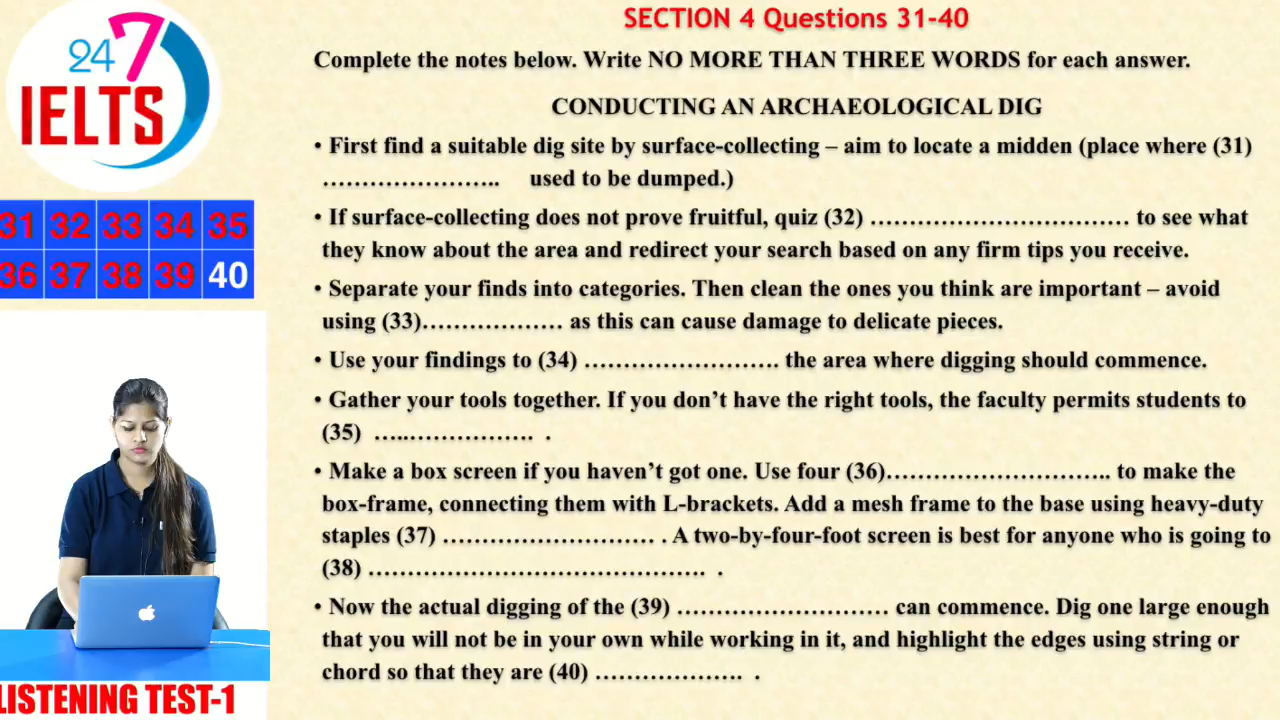 SECTION 4 Questions 31-40
24 7
IELTS
Complete the notes below. Write NO MORE THAN THREE WORDS for each answer.
CONDUCTING AN ARCHAEOLOGICAL DIG
• First find a suitable dig site by surface-collecting – aim to locate a midden (place where (31)
………………….. used to be dumped.)
• If surface-collecting does not prove fruitful, quiz (32) …………………………… to see what
they know about the area and redirect your search based on any firm tips you receive.
• Separate your finds into categories. Then clean the ones you think are important – avoid
using (33)……………… as this can cause damage to delicate pieces.
• Use your findings to (34) ……………………. the area where digging should commence.
• Gather your tools together. If you don’t have the right tools, the faculty permits students to
(35) …..……………. .
• Make a box screen if you haven’t got one. Use four (36)……………………….. to make the
box-frame, connecting them with L-brackets. Add a mesh frame to the base using heavy-duty
staples (37) ……………………… . A two-by-four-foot screen is best for anyone who is going to
(38) ……………………………………. .
• Now the actual digging of the (39) ……………………… can commence. Dig one large enough
that you will not be in your own while working in it, and highlight the edges using string or
chord so that they are (40) ………………. .
31 32 33 34 35
36 37 38 39 40
LISTENING TEST-1